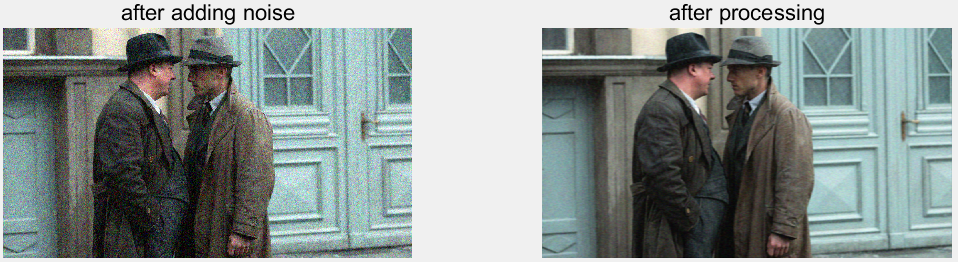 after adding noise
after processing